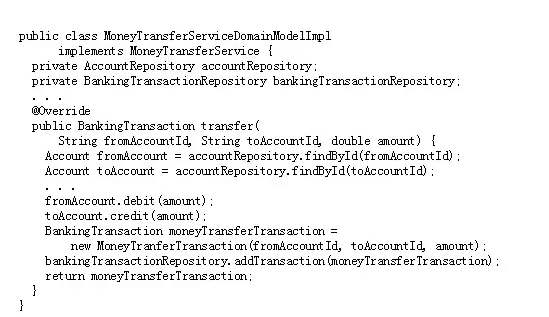 public class MoneyTransferServiceDomainModelImpl
implements MoneyTransferService {
private AccountRepository accountRepository;
private BankingTransactionRepository bankingTransactionRepository;
. . .
@Override
public BankingTransaction transfer(
String fromAccountId, String toAccountId, double amount) {
Account fromAccount = accountRepository.findById(fromAccountId);
Account toAccount = accountRepository.findById(toAccountId);
. . .
fromAccount.debit(amount);
toAccount.credit(amount);
BankingTransaction moneyTransferTransaction =
new MoneyTranferTransaction(fromAccountId, toAccountId, amount);
bankingTransactionRepository.addTransaction(moneyTransferTransaction);
return moneyTransferTransaction;
}
}